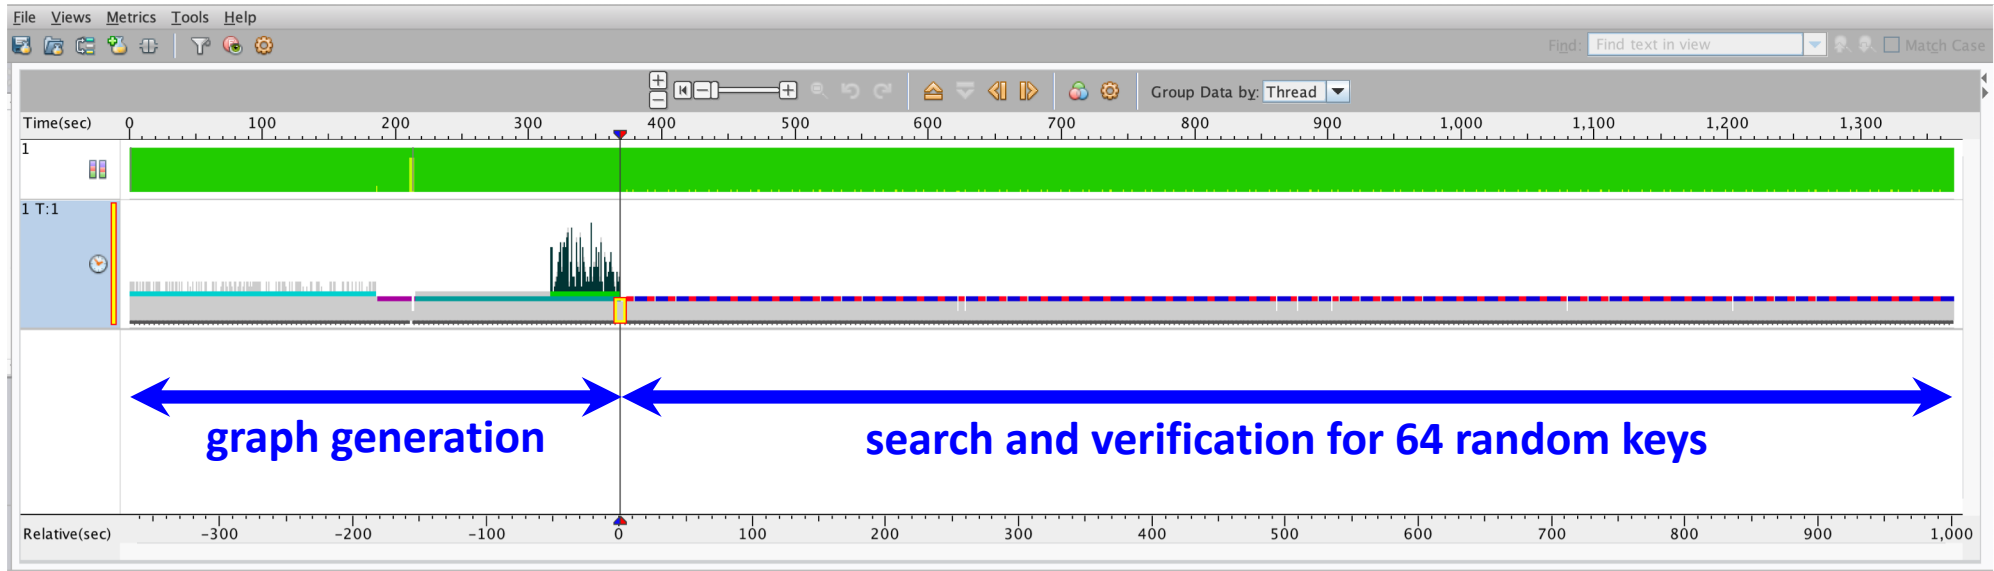 File Views Metrics Tools Help
Find: Find text in view Match Case
Group Data by: Thread
Time(sec) 0 100 200 300 400 500 600 700 800 900 1,000 1,100 1,200 1,300
1
1 T:1
graph generation
search and verification for 64 random keys
Relative(sec) -300 -200 -100 0 100 200 300 400 500 600 700 800 900 1,000